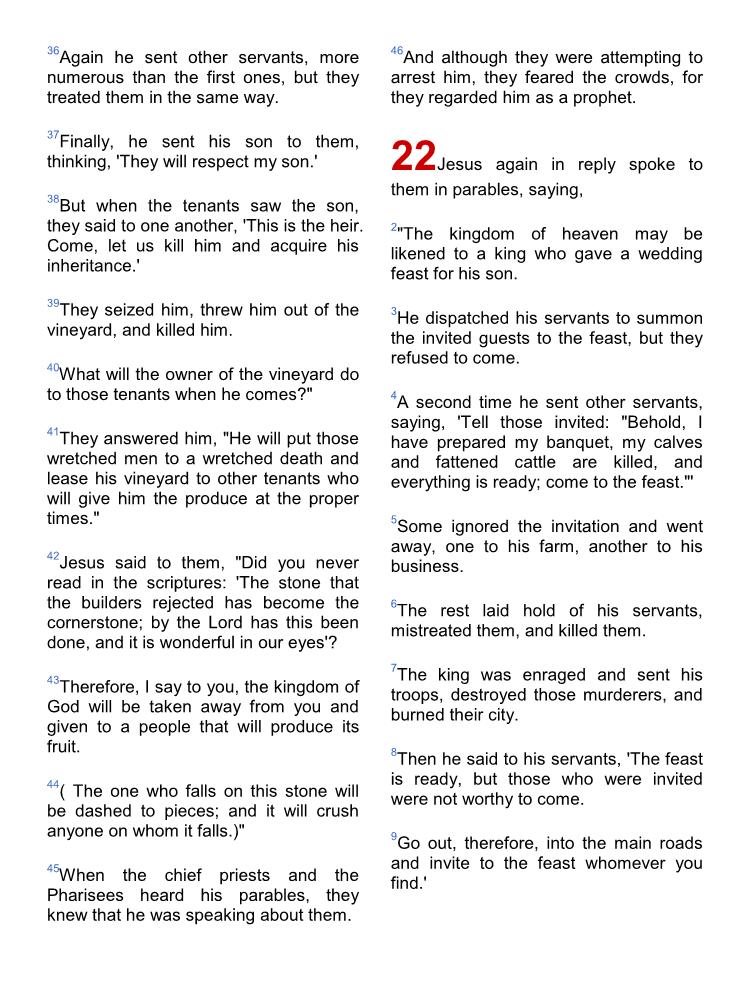 36Again he sent other servants, more
numerous than the first ones, but they
treated them in the same way.
37Finally, he sent his son to them,
thinking, 'They will respect my son.'
38But when the tenants saw the son,
they said to one another, 'This is the heir.
Come, let us kill him and acquire his
inheritance.'
39They seized him, threw him out of the
vineyard, and killed him.
40What will the owner of the vineyard do
to those tenants when he comes?"
41They answered him, "He will put those
wretched men to a wretched death and
lease his vineyard to other tenants who
will give him the produce at the proper
times."
42Jesus said to them, "Did you never
read in the scriptures: 'The stone that
the builders rejected has become the
cornerstone; by the Lord has this been
done, and it is wonderful in our eyes'?
43Therefore, I say to you, the kingdom of
God will be taken away from you and
given to a people that will produce its
fruit.
44( The one who falls on this stone will
be dashed to pieces; and it will crush
anyone on whom it falls.)"
45When the chief priests and the
Pharisees heard his parables, they
knew that he was speaking about them.
46And although they were attempting to
arrest him, they feared the crowds, for
they regarded him as a prophet.
22Jesus again in reply spoke to
them in parables, saying,
2"The kingdom of heaven may be
likened to a king who gave a wedding
feast for his son.
3He dispatched his servants to summon
the invited guests to the feast, but they
refused to come.
4A second time he sent other servants,
saying, 'Tell those invited: "Behold, I
have prepared my banquet, my calves
and fattened cattle are killed, and
everything is ready; come to the feast."'
5Some ignored the invitation and went
away, one to his farm, another to his
business.
6The rest laid hold of his servants,
mistreated them, and killed them.
7The king was enraged and sent his
troops, destroyed those murderers, and
burned their city.
8Then he said to his servants, 'The feast
is ready, but those who were invited
were not worthy to come.
9Go out, therefore, into the main roads
and invite to the feast whomever you
find.'